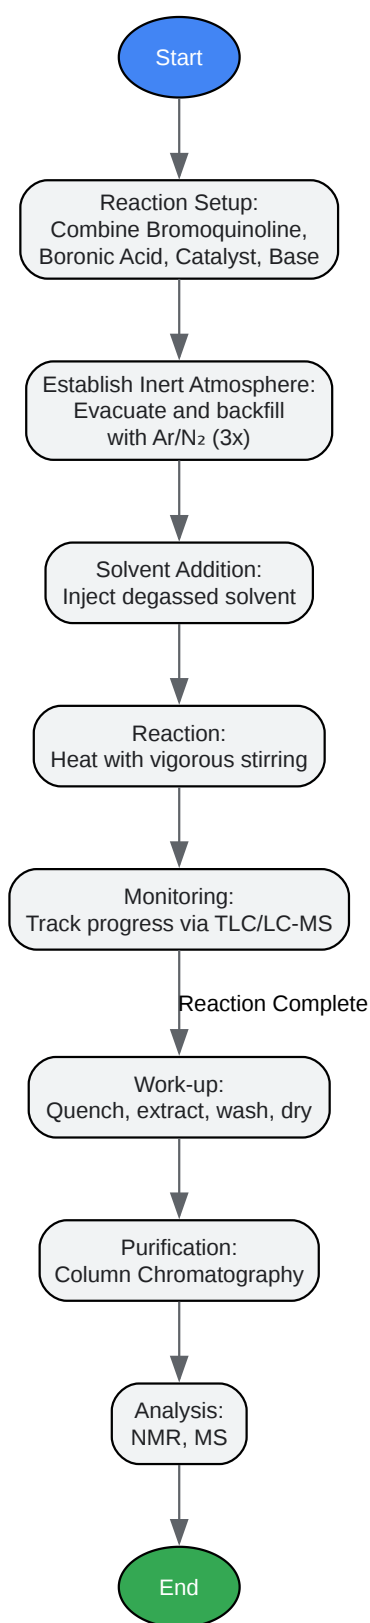 Start
Reaction Setup:
Combine Bromoquinoline,
Boronic Acid, Catalyst, Base
Establish Inert Atmosphere:
Evacuate and backfill
with Ar/N₂ (3x)
Solvent Addition:
Inject degassed solvent
Reaction:
Heat with vigorous stirring
Monitoring:
Track progress via TLC/LC-MS
Reaction Complete
Work-up:
Quench, extract, wash, dry
Purification:
Column Chromatography
Analysis:
NMR, MS
End